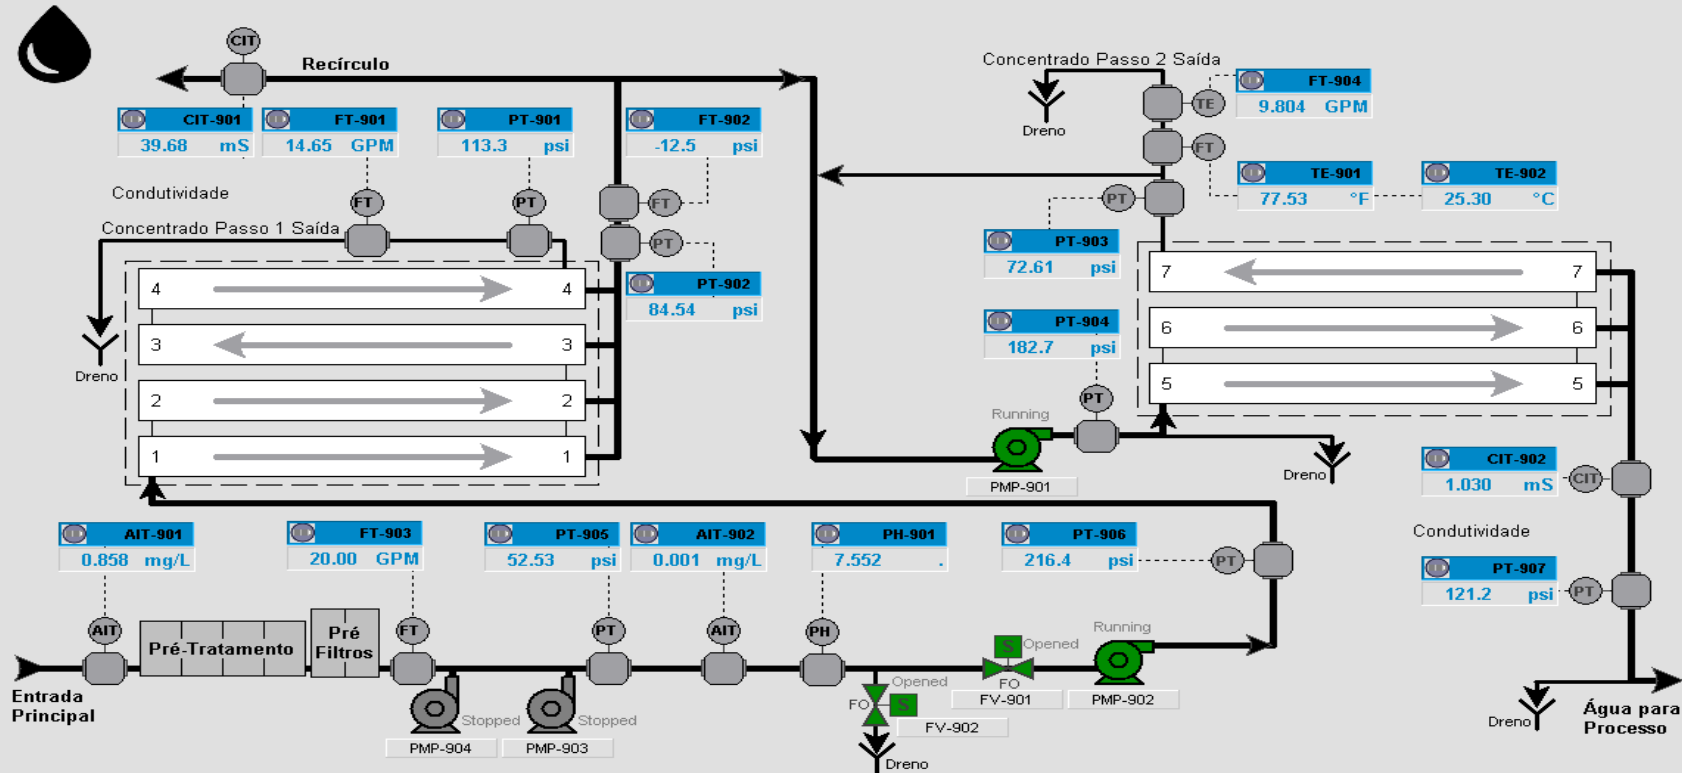 CIT
Recírculo
Concentrado Passo 2 Saída
TE
FT-904
9.804 GPM
Dreno
CIT-901
39.68 mS
FT-901
14.65 GPM
PT-901
113.3 psi
FT-902
-12.5 psi
FT
TE-901
77.53 °F
TE-902
25.30 °C
Condutividade
FT
PT
FT
PT
Concentrado Passo 1 Saída
PT
PT-903
72.61 psi
PT-902
84.54 psi
4 4
3 3
2 2
1 1
Dreno
7 7
6 6
5 5
PT-904
182.7 psi
PT
Running
PMP-901
Dreno
CIT-902
1.030 mS
CIT
Condutividade
PT-907
121.2 psi
PT
AIT-901
0.858 mg/L
FT-903
20.00 GPM
PT-905
52.53 psi
AIT-902
0.001 mg/L
PH-901
7.552 .
PT-906
216.4 psi
PT
AIT
Pré-Tratamento
Pré
Filtros
FT
PT
AIT
PH
Running
S
Opened
FO
FV-901
PMP-902
Entrada
Principal
Stopped
PMP-904
Stopped
PMP-903
Opened
FO
S
FV-902
Dreno
Dreno
Água para
Processo